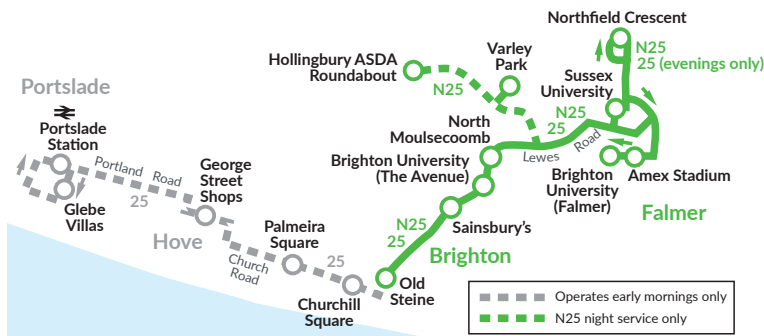 Northfield Crescent
N25
25 (evenings only)
Hollingbury ASDA
Roundabout
Varley
Park
N25
Sussex
University
Portslade
Portslade
Station
North
Moulsecoomb
N25
25
Lewes Road
Brighton University
(The Avenue)
Brighton
University
(Falmer)
Amex Stadium
Falmer
Portland Road
25
George
Street
Shops
Glebe
Villas
Hove
Church
Road
Palmeira
Square
25
N25
25
Sainsbury's
Brighton
Old
Steine
Churchill
Square
Operates early mornings only
N25 night service only